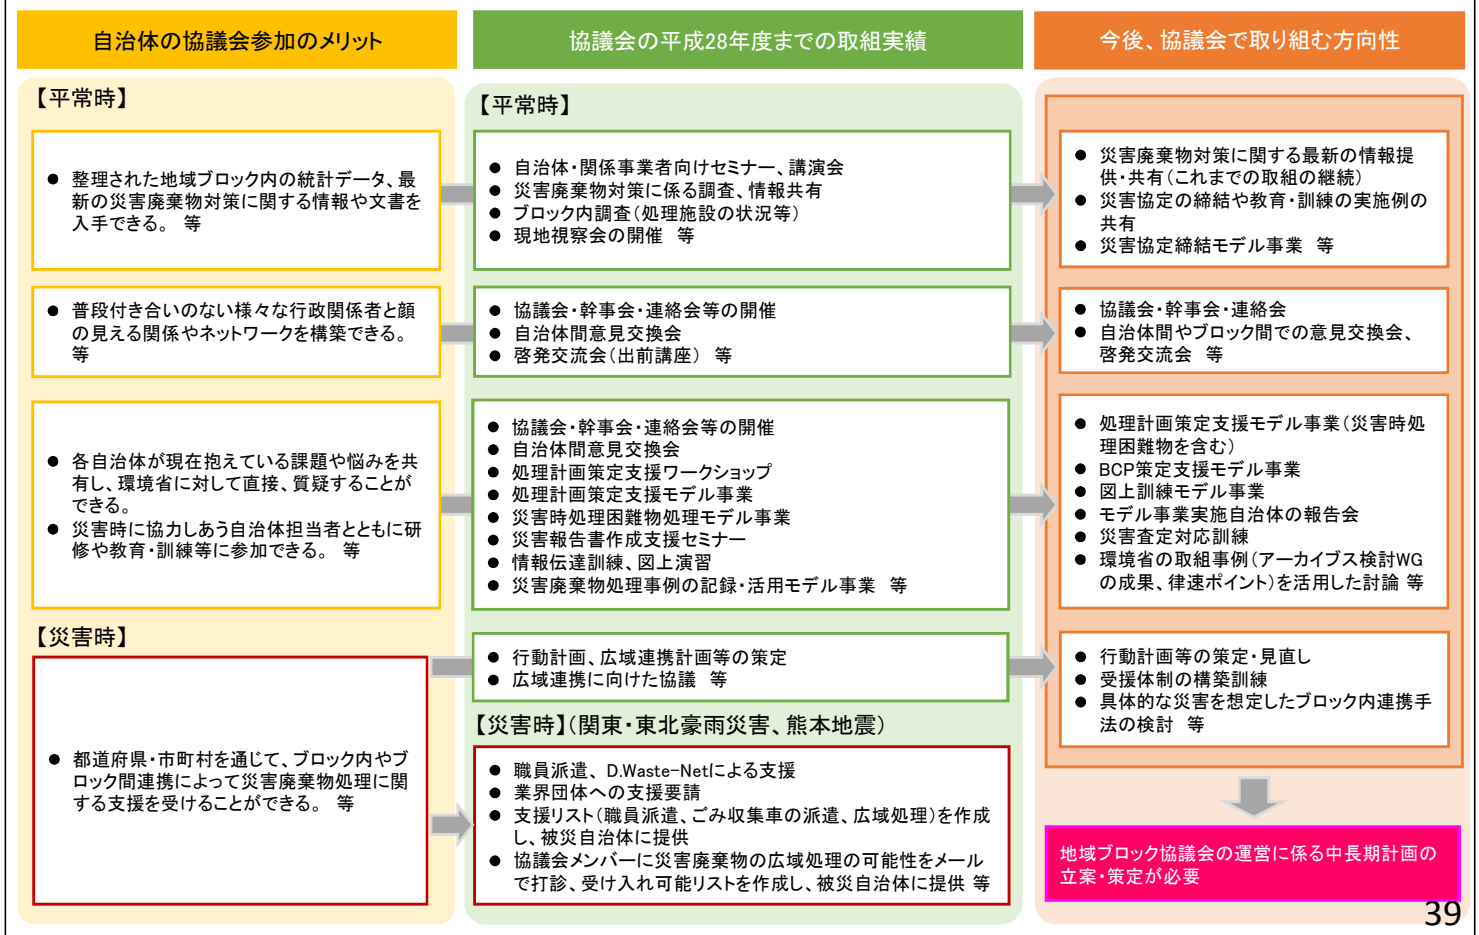 自治体の協議会参加のメリット
【平常時】
● 整理された地域ブロック内の統計データ、最
新の災害廃棄物対策に関する情報や文書を
入手できる。 等
● 普段付き合いのない様々な行政関係者と顔
の見える関係やネットワークを構築できる。
等
● 各自治体が現在抱えている課題や悩みを共
有し、環境省に対して直接、質疑することが
できる。
● 災害時に協力しあう自治体担当者とともに研
修や教育・訓練等に参加できる。 等
【災害時】
● 都道府県・市町村を通じて、ブロック内やブ
ロック間連携によって災害廃棄物処理に関
する支援を受けることができる。 等
協議会の平成28年度までの取組実績
【平常時】
● 自治体・関係事業者向けセミナー、講演会
● 災害廃棄物対策に係る調査、情報共有
● ブロック内調査(処理施設の状況等)
● 現地視察会の開催 等
● 協議会・幹事会・連絡会等の開催
● 自治体間意見交換会
● 啓発交流会(出前講座) 等
● 協議会・幹事会・連絡会等の開催
● 自治体間意見交換会
● 処理計画策定支援ワークショップ
● 処理計画策定支援モデル事業
● 災害時処理困難物処理モデル事業
● 災害報告書作成支援セミナー
● 情報伝達訓練、図上演習
● 災害廃棄物処理事例の記録・活用モデル事業 等
● 行動計画、広域連携計画等の策定
● 広域連携に向けた協議 等
【災害時】(関東・東北豪雨災害、熊本地震)
● 職員派遣、D.Waste-Netによる支援
● 業界団体への支援要請
● 支援リスト(職員派遣、ごみ収集車の派遣、広域処理)を作成
し、被災自治体に提供
● 協議会メンバーに災害廃棄物の広域処理の可能性をメール
で打診、受け入れ可能リストを作成し、被災自治体に提供 等
今後、協議会で取り組む方向性
● 災害廃棄物対策に関する最新の情報提
供・共有(これまでの取組の継続)
● 災害協定の締結や教育・訓練の実施例の
共有
● 災害協定締結モデル事業 等
● 協議会・幹事会・連絡会
● 自治体間やブロック間での意見交換会、
啓発交流会 等
● 処理計画策定支援モデル事業(災害時処
理困難物を含む)
● BCP策定支援モデル事業
● 図上訓練モデル事業
● モデル事業実施自治体の報告会
● 災害査定対応訓練
● 環境省の取組事例(アーカイブス検討WG
の成果、律速ポイント)を活用した討論 等
● 行動計画等の策定・見直し
● 受援体制の構築訓練
● 具体的な災害を想定したブロック内連携手
法の検討 等
地域ブロック協議会の運営に係る中長期計画の
立案・策定が必要
39